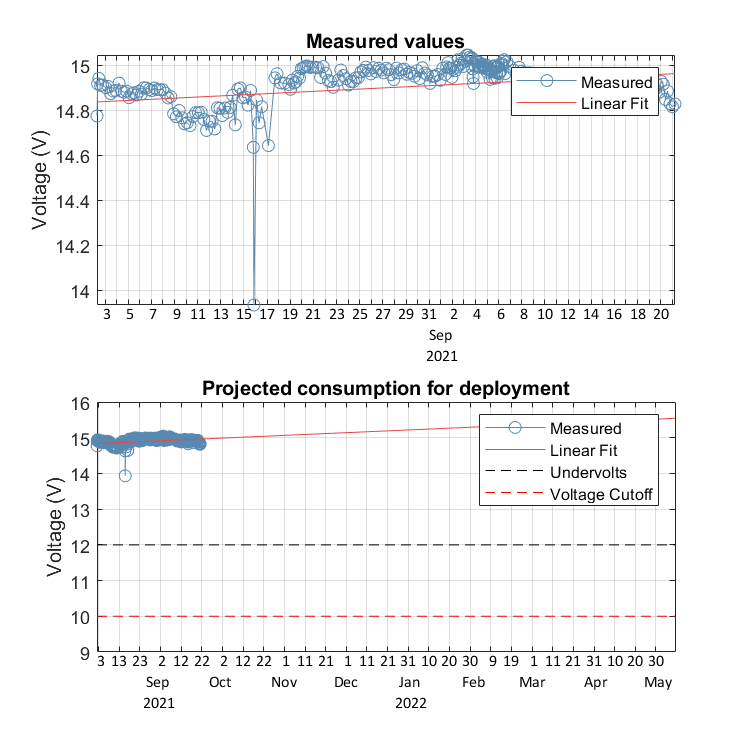 Measured values
Voltage (V)
15
14.8
14.6
14.4
14.2
14
Measured
Linear Fit
3 5 7 9 11 13 15 17 19 21 23 25 27 29 31 2 4 6 8 10 12 14 16 18 20
Sep
2021
Projected consumption for deployment
Voltage (V)
16
15
14
13
12
11
10
9
Measured
Linear Fit
Undervolts
Voltage Cutoff
3 13 23 2 12 22 2 12 22 1 11 21 1 11 21 31 10 20 30 9 19 1 11 21 31 10 20 30
Sep Oct Nov Dec Jan Feb Mar Apr May
2021 2022